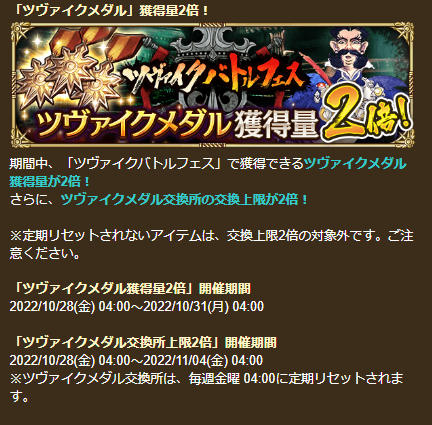 「ツヴァイクメダル」獲得量2倍！
ツヴァイクバトルフェス
ツヴァイクメダル獲得量2倍!
期間中、「ツヴァイクバトルフェス」で獲得できるツヴァイクメダル
獲得量が2倍！
さらに、ツヴァイクメダル交換所の交換上限が2倍！
※定期リセットされないアイテムは、交換上限2倍の対象外です。ご注
意ください。
「ツヴァイクメダル獲得量2倍」開催期間
2022/10/28(金) 04:00～2022/10/31(月) 04:00
「ツヴァイクメダル交換所上限2倍」開催期間
2022/10/28(金) 04:00～2022/11/04(金) 04:00
※ツヴァイクメダル交換所は、毎週金曜 04:00に定期リセットされま
す。